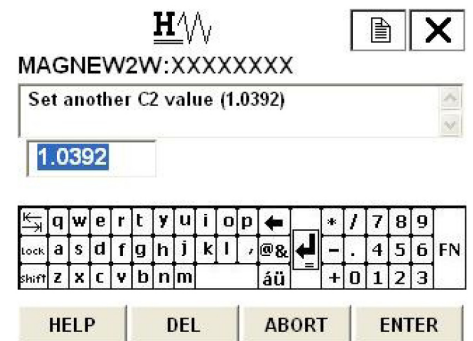 H
MAGNEW2W:XXXXXXXX
Set another C2 value (1.0392)
1.0392
q w e r t y u i o p * / 7 8 9
Lock a s d f g h j k l , @& - . 4 5 6 FN
Shift z x c v b n m áü = + 0 1 2 3
HELP DEL ABORT ENTER